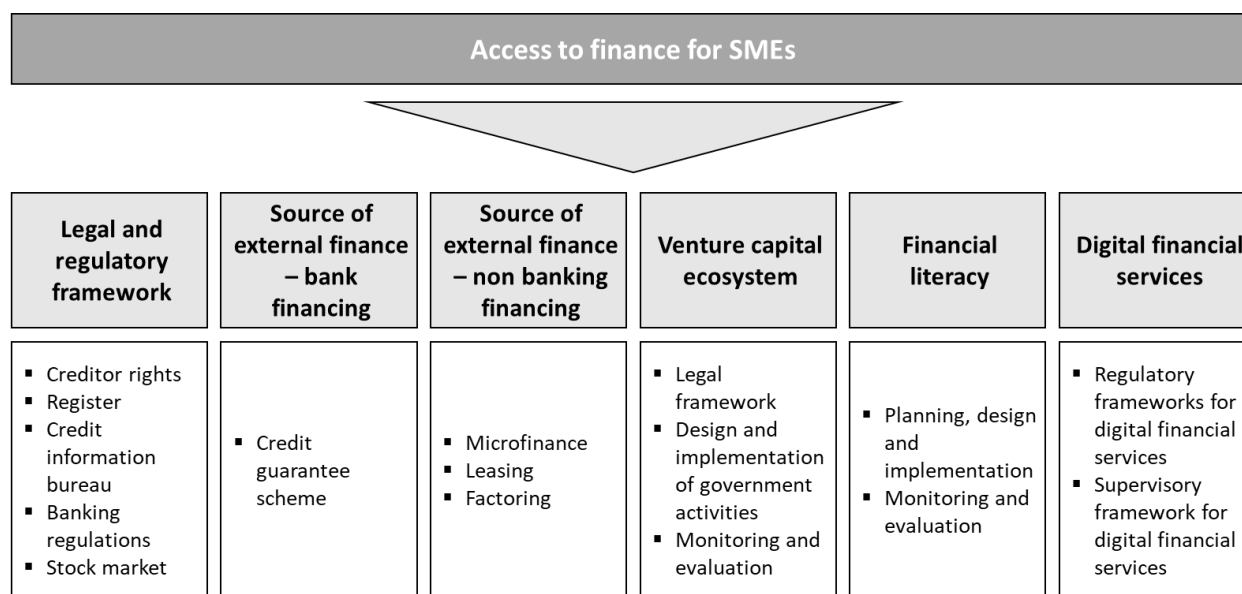 Access to finance for SMEs
Legal and
regulatory
framework
Source of
external finance
– bank
financing
Source of
external finance
– non banking
financing
Venture capital
ecosystem
Financial
literacy
Digital financial
services
▪ Creditor rights
▪ Register
▪ Credit
information
bureau
▪ Banking
regulations
▪ Stock market
▪ Credit
guarantee
scheme
▪ Microfinance
▪ Leasing
▪ Factoring
▪ Legal
framework
▪ Design and
implementation
of government
activities
▪ Monitoring and
evaluation
▪ Planning, design
and
implementation
▪ Monitoring and
evaluation
▪ Regulatory
frameworks for
digital financial
services
▪ Supervisory
framework for
digital financial
services